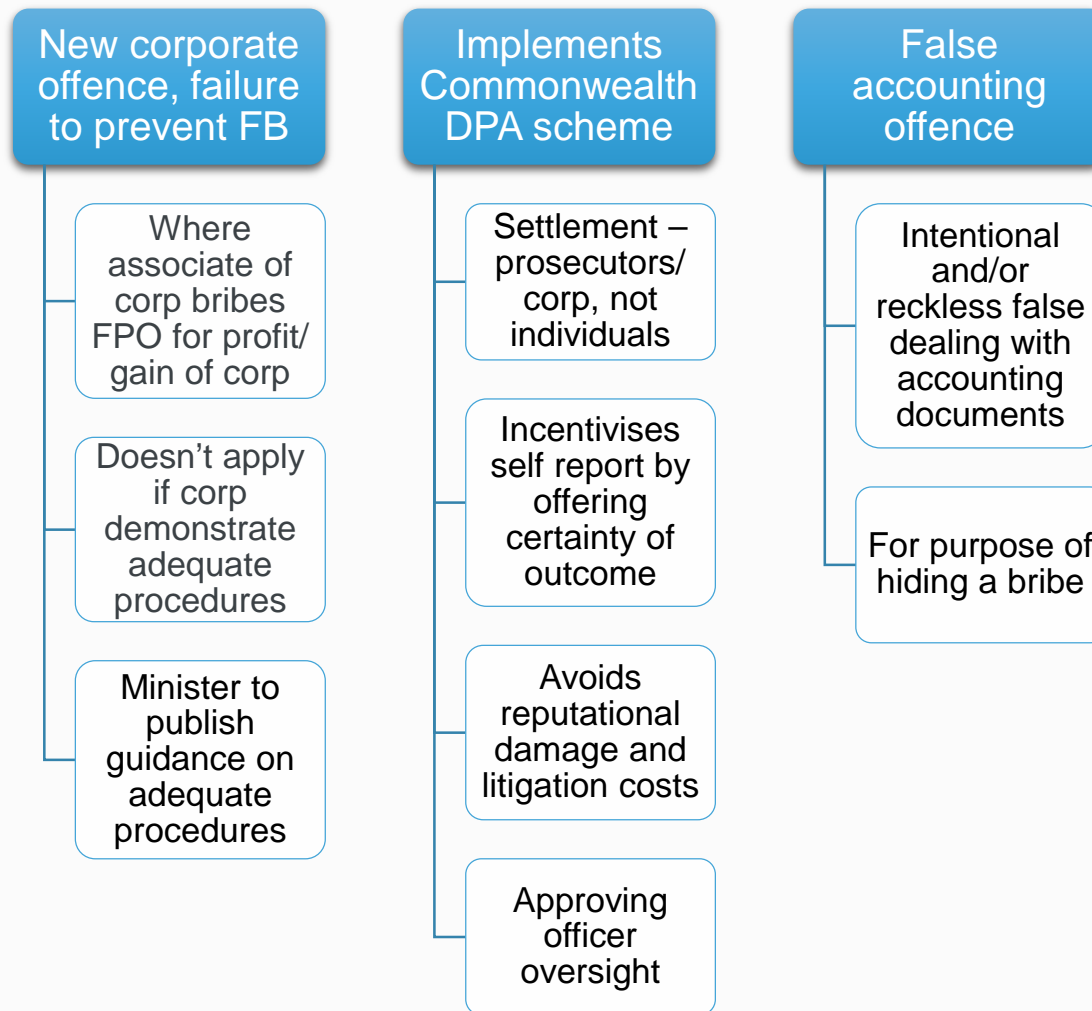 New corporate
offence, failure
to prevent FB
Where
associate of
corp bribes
FPO for profit/
gain of corp
Doesn’t apply
if corp
demonstrate
adequate
procedures
Minister to
publish
guidance on
adequate
procedures
Implements
Commonwealth
DPA scheme
Settlement –
prosecutors/
corp, not
individuals
Incentivises
self report by
offering
certainty of
outcome
Avoids
reputational
damage and
litigation costs
Approving
officer
oversight
False
accounting
offence
Intentional
and/or
reckless false
dealing with
accounting
documents
For purpose of
hiding a bribe